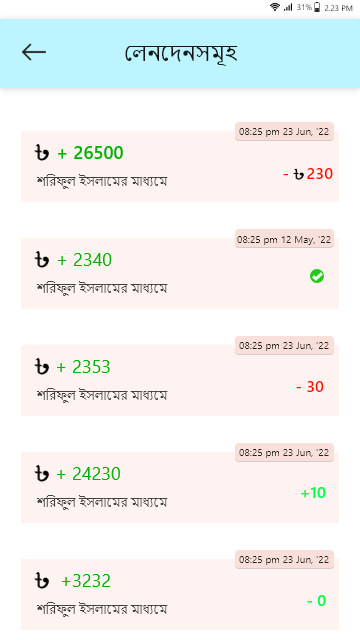 31% 2.23 PM
লেনদেনসমূহ
08:25 pm 23 Jun, '22
৳ + 26500
- ৳230
শরিফুল ইসলামের মাধ্যমে
08:25 pm 12 May, '22
৳ + 2340
শরিফুল ইসলামের মাধ্যমে
08:25 pm 23 Jun, '22
৳ + 2353
- 30
শরিফুল ইসলামের মাধ্যমে
08:25 pm 23 Jun, '22
৳ + 24230
+10
শরিফুল ইসলামের মাধ্যমে
08:25 pm 23 Jun, '22
৳ +3232
- 0
শরিফুল ইসলামের মাধ্যমে